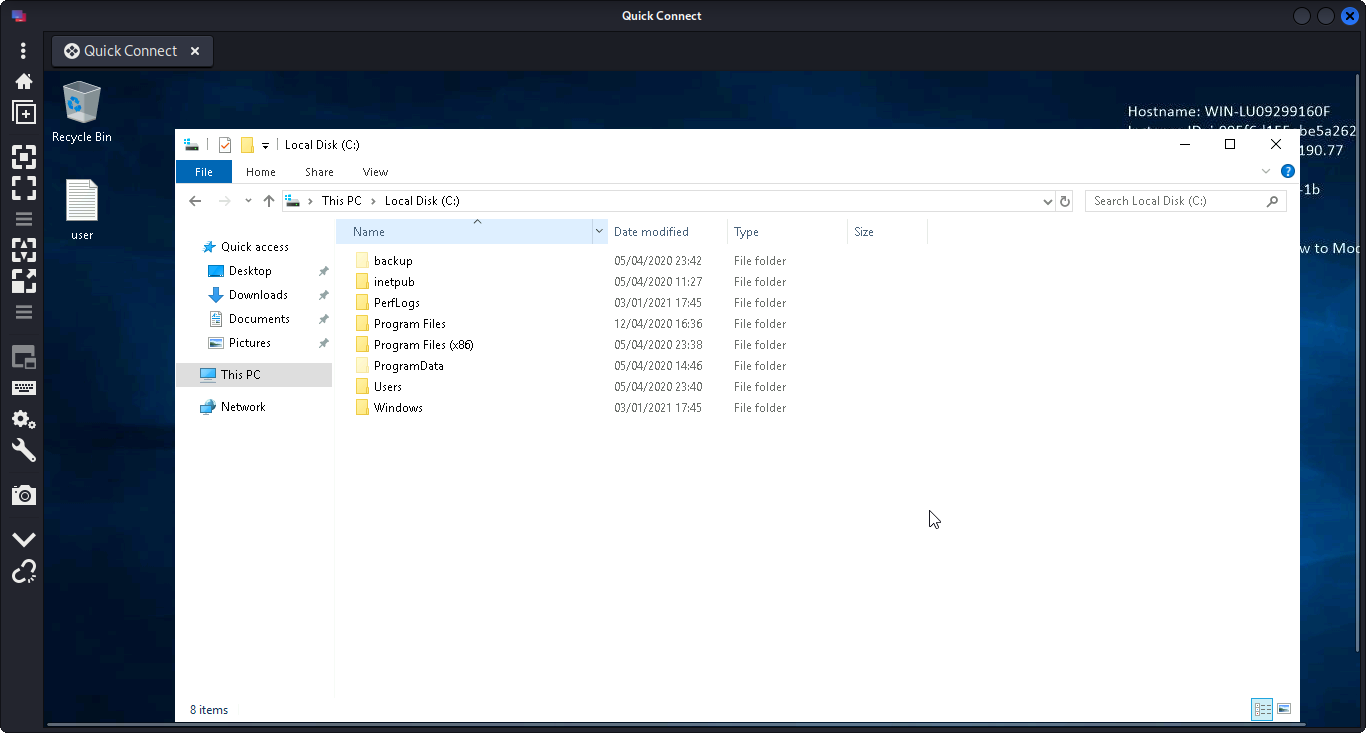 Quick Connect
Quick Connect
Recycle Bin
user
Hostname: WIN-LU09299160F
190.77
-1b
w to Mod
Local Disk (C:)
File Home Share View
This PC Local Disk (C:)
Search Local Disk (C:)
Name Date modified Type Size
Quick access
Desktop
Downloads
Documents
Pictures
This PC
Network
backup 05/04/2020 23:42 File folder
inetpub 05/04/2020 11:27 File folder
PerfLogs 03/01/2021 17:45 File folder
Program Files 12/04/2020 16:36 File folder
Program Files (x86) 05/04/2020 23:38 File folder
ProgramData 05/04/2020 14:46 File folder
Users 05/04/2020 23:40 File folder
Windows 03/01/2021 17:45 File folder
8 items